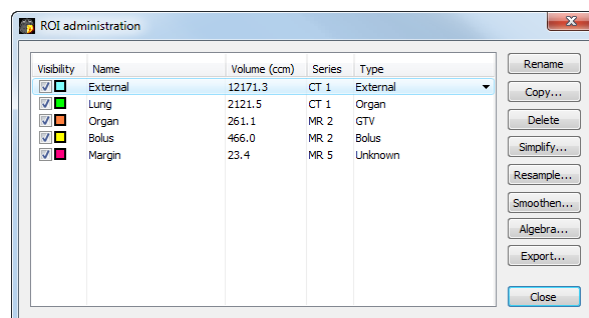 ROI administration
Visibility Name Volume (ccm) Series Type
External 12171.3 CT 1 External
Lung 2121.5 CT 1 Organ
Organ 261.1 MR 2 GTV
Bolus 466.0 MR 2 Bolus
Margin 23.4 MR 5 Unknown
Rename
Copy...
Delete
Simplify...
Resample...
Smoothen...
Algebra...
Export...
Close